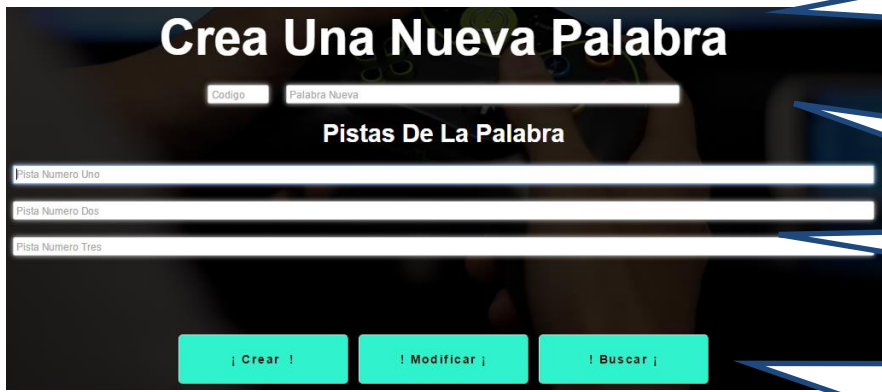 Crea Una Nueva Palabra
Codigo Palabra Nueva
Pistas De La Palabra
Pista Numero Uno
Pista Numero Dos
Pista Numero Tres
¡ Crear !
! Modificar ¡
! Buscar ¡